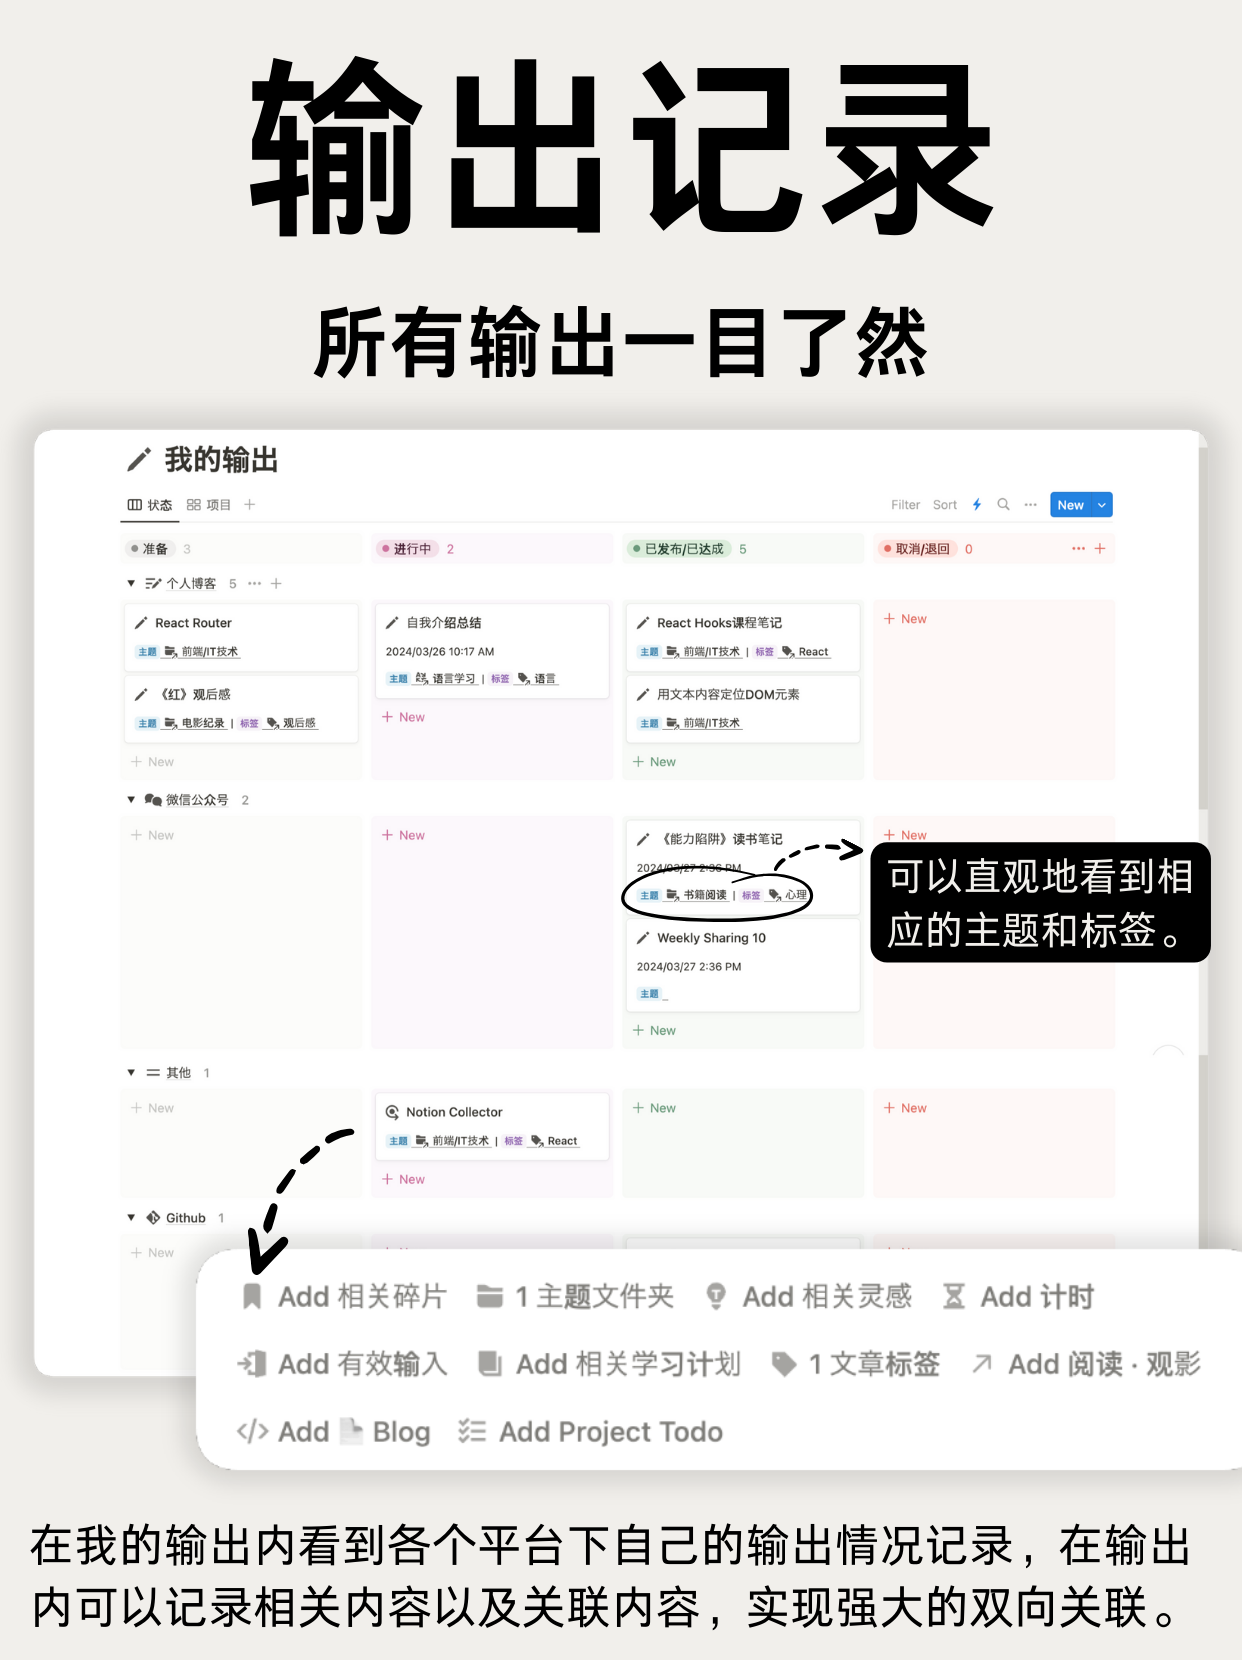 输出记录
所有输出一目了然
我的输出
状态 项目
Filter Sort New
准备 3 进行中 2 已发布/已达成 5 取消/退回 0
个人博客 5
React Router
主题 前端/IT技术
《红》观后感
主题 电影纪录 | 标签 观后感
+ New
自我介绍总结
2024/03/26 10:17 AM
主题 语言学习 | 标签 语言
+ New
React Hooks课程笔记
主题 前端/IT技术 | 标签 React
用文本内容定位DOM元素
主题 前端/IT技术
+ New
+ New
微信公众号 2
+ New
+ New
《能力陷阱》读书笔记
2024/03/27 2:36 PM
主题 书籍阅读 | 标签 心理
Weekly Sharing 10
2024/03/27 2:36 PM
主题
+ New
+ New
可以直观地看到相
应的主题和标签。
其他 1
+ New
Notion Collector
主题 前端/IT技术 | 标签 React
+ New
+ New
+ New
Github 1
+ New
Add 相关碎片 1 主题文件夹 Add 相关灵感 Add 计时
Add 有效输入 Add 相关学习计划 1 文章标签 Add 阅读 · 观影
Add Blog Add Project Todo
在我的输出内看到各个平台下自己的输出情况记录，在输出
内可以记录相关内容以及关联内容，实现强大的双向关联。